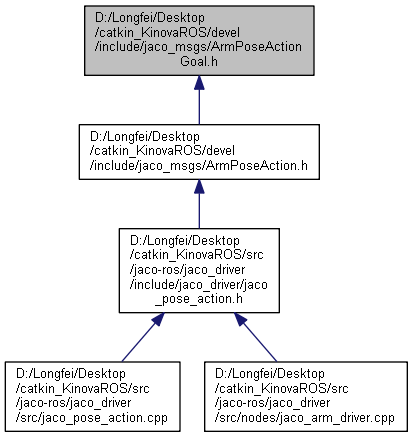 D:/Longfei/Desktop
/catkin_KinovaROS/devel
/include/jaco_msgs/ArmPoseAction
Goal.h
D:/Longfei/Desktop
/catkin_KinovaROS/devel
/include/jaco_msgs/ArmPoseAction.h
D:/Longfei/Desktop
/catkin_KinovaROS/src
/jaco-ros/jaco_driver
/include/jaco_driver/jaco
_pose_action.h
D:/Longfei/Desktop
/catkin_KinovaROS/src
/jaco-ros/jaco_driver
/src/jaco_pose_action.cpp
D:/Longfei/Desktop
/catkin_KinovaROS/src
/jaco-ros/jaco_driver
/src/nodes/jaco_arm_driver.cpp